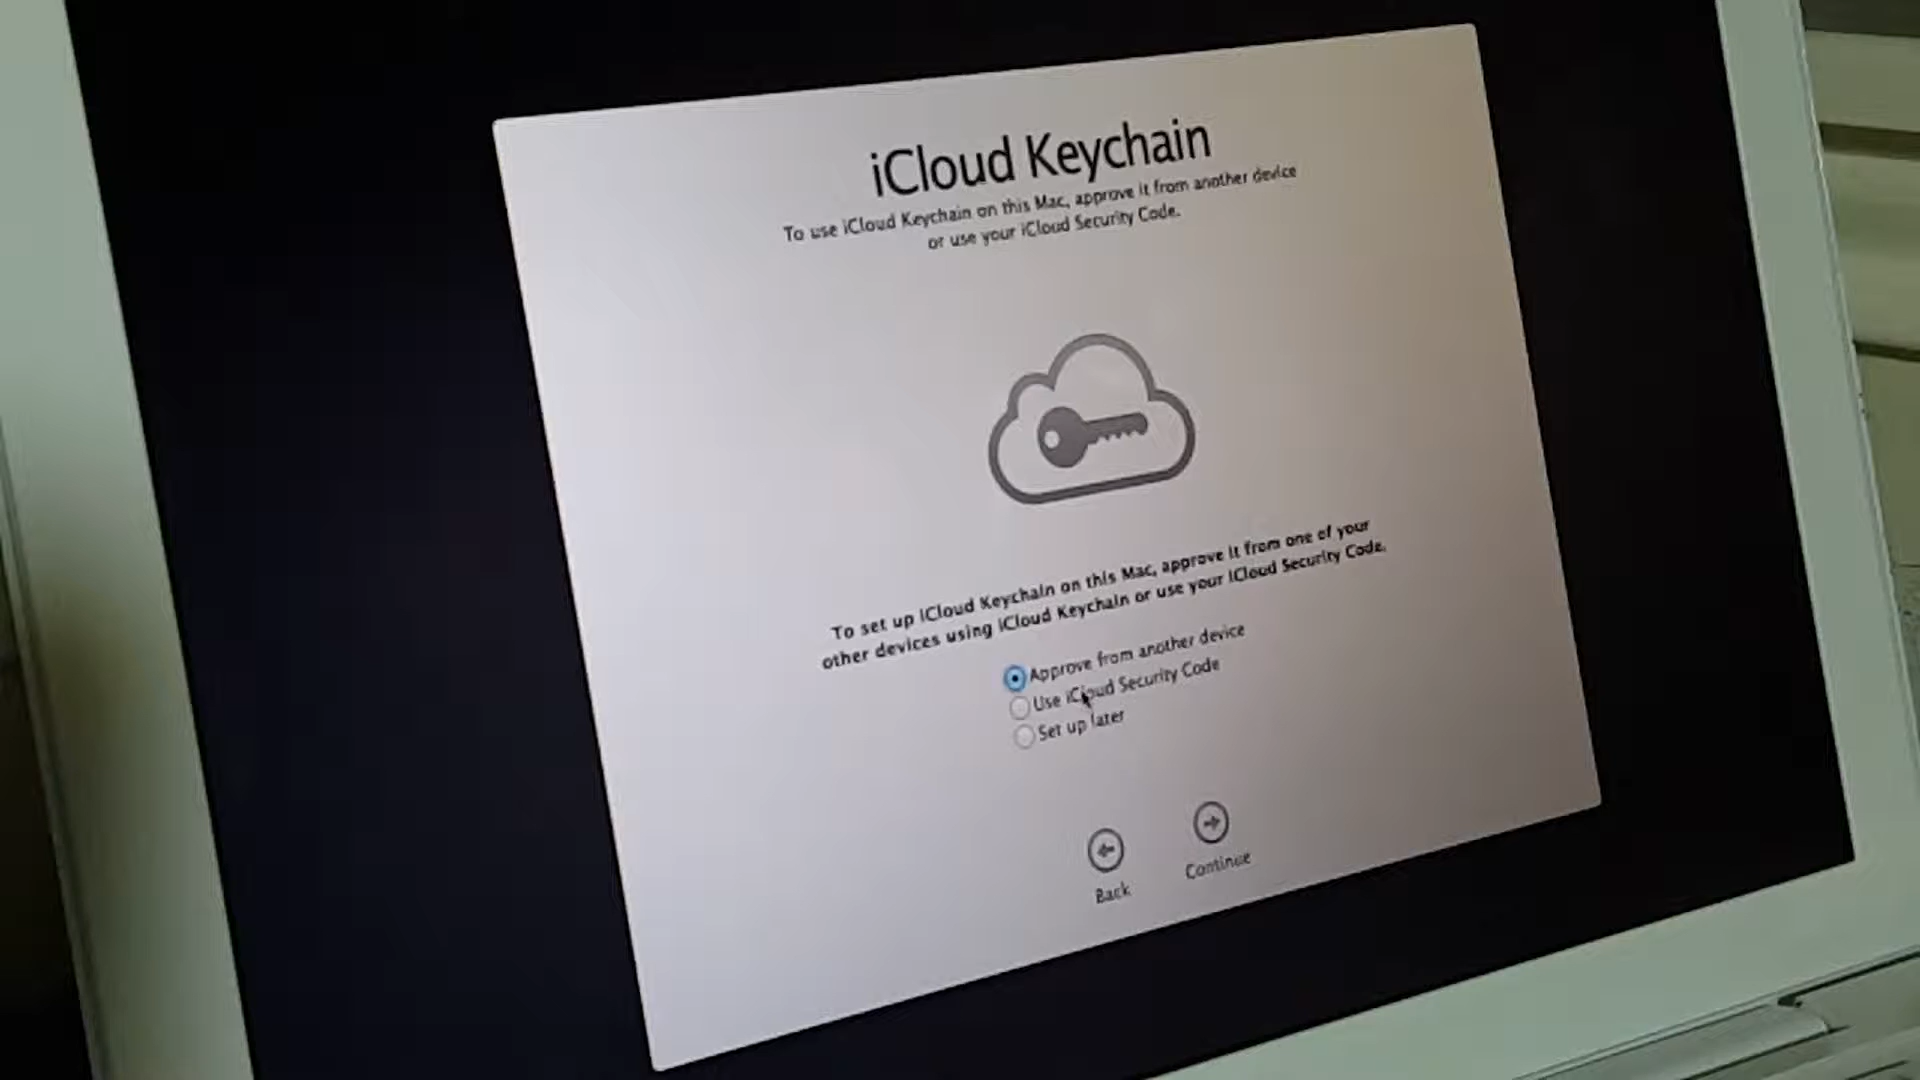 iCloud Keychain
To use iCloud Keychain on this Mac, approve it from another device
or use your iCloud Security Code.
To set up iCloud Keychain on this Mac, approve it from one of your
other devices using iCloud Keychain or use your iCloud Security Code.
Approve from another device
Use iCloud Security Code
Set up later
Back
Continue